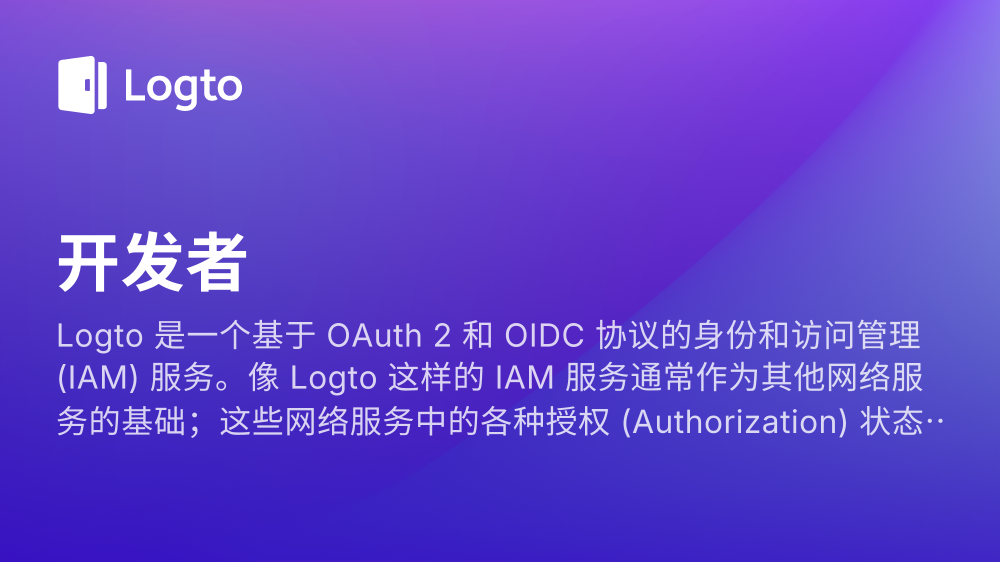 Logto
开发者
Logto 是一个基于 OAuth 2 和 OIDC 协议的身份和访问管理
(IAM) 服务。像 Logto 这样的 IAM 服务通常作为其他网络服
务的基础；这些网络服务中的各种授权 (Authorization) 状态··